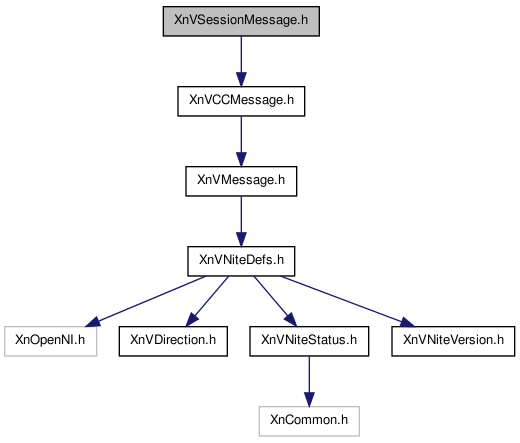 XnVSessionMessage.h
XnVCCMessage.h
XnVMessage.h
XnVNiteDefs.h
XnOpenNI.h
XnVDirection.h
XnVNiteStatus.h
XnVNiteVersion.h
XnCommon.h